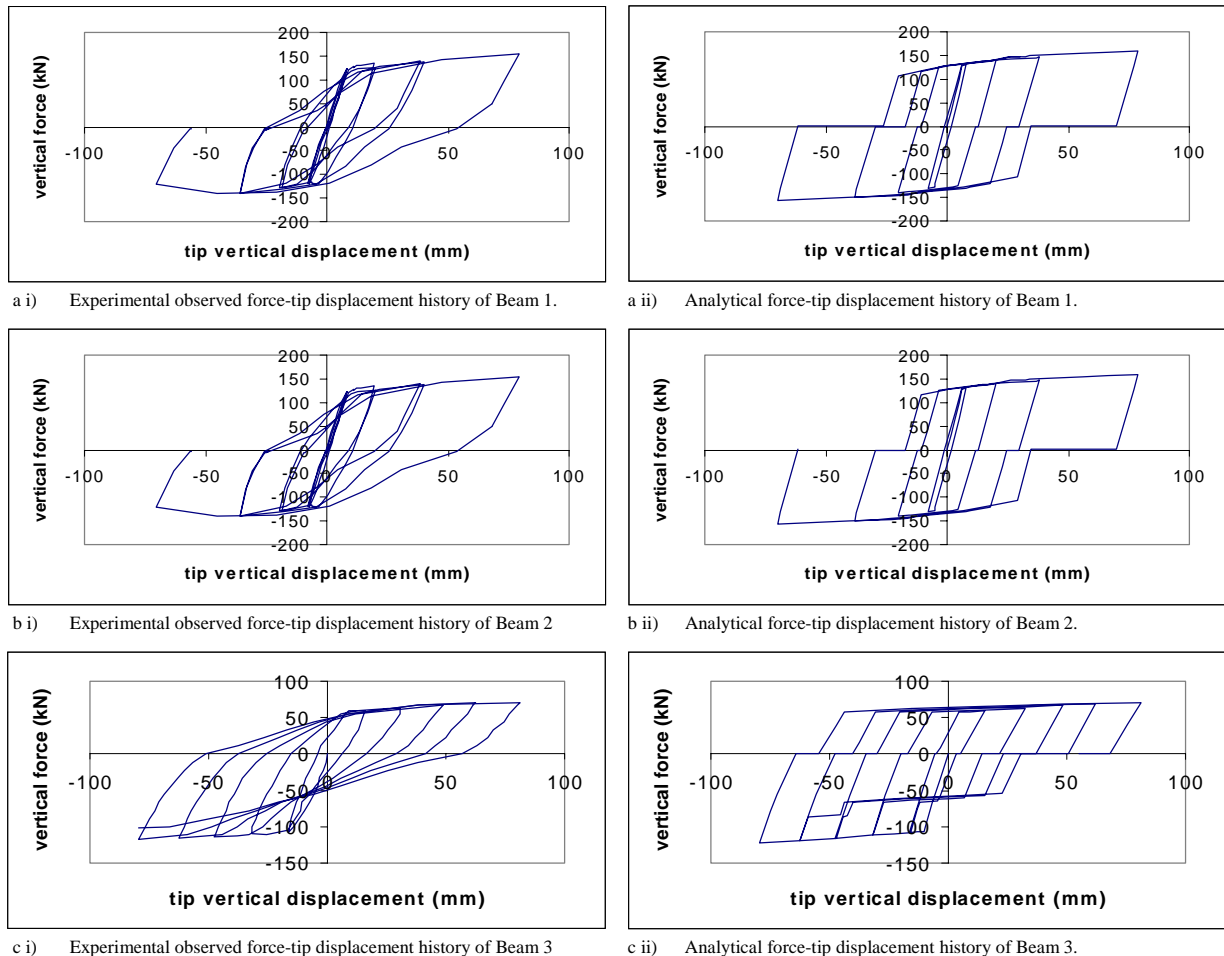 200
150
100
50
0
-50
-100
-150
-200
-100 -50 0 50 100
vertical force (kN)
tip vertical displacement (mm)
a i) Experimental observed force-tip displacement history of Beam 1.
200
150
100
50
0
-50
-100
-150
-200
-100 -50 0 50 100
vertical force (kN)
tip vertical displacement (mm)
a ii) Analytical force-tip displacement history of Beam 1.
200
150
100
50
0
-50
-100
-150
-200
-100 -50 0 50 100
vertical force (kN)
tip vertical displacement (mm)
b i) Experimental observed force-tip displacement history of Beam 2
200
150
100
50
0
-50
-100
-150
-200
-100 -50 0 50 100
vertical force (kN)
tip vertical displacement (mm)
b ii) Analytical force-tip displacement history of Beam 2.
100
50
0
-50
-100
-150
-100 -50 0 50 100
vertical force (kN)
tip vertical displacement (mm)
c i) Experimental observed force-tip displacement history of Beam 3
100
50
0
-50
-100
-150
-100 -50 0 50 100
vertical force (kN)
tip vertical displacement (mm)
c ii) Analytical force-tip displacement history of Beam 3.